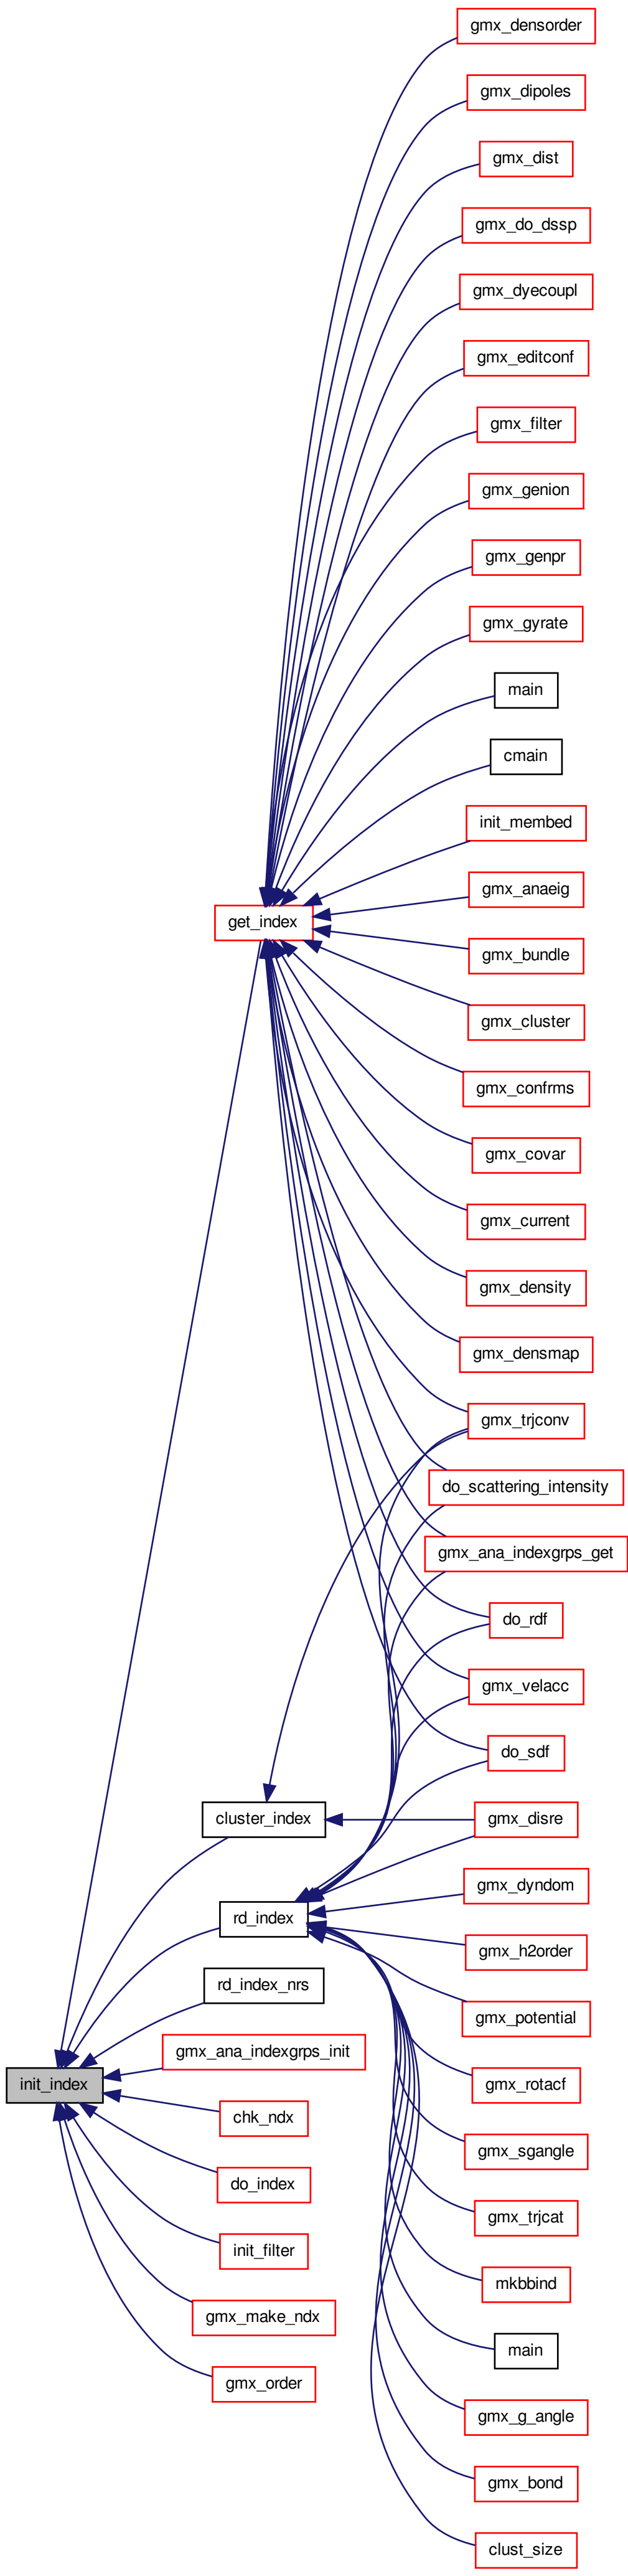 gmx_densorder
gmx_dipoles
gmx_dist
gmx_do_dssp
gmx_dyecoupl
gmx_editconf
gmx_filter
gmx_genion
gmx_genpr
gmx_gyrate
main
cmain
init_membed
gmx_anaeig
get_index
gmx_bundle
gmx_cluster
gmx_confrms
gmx_covar
gmx_current
gmx_density
gmx_densmap
gmx_trjconv
do_scattering_intensity
gmx_ana_indexgrps_get
do_rdf
gmx_velacc
do_sdf
cluster_index
gmx_disre
gmx_dyndom
rd_index
gmx_h2order
rd_index_nrs
gmx_potential
gmx_ana_indexgrps_init
init_index
gmx_rotacf
chk_ndx
gmx_sgangle
do_index
gmx_trjcat
init_filter
mkbbind
gmx_make_ndx
main
gmx_order
gmx_g_angle
gmx_bond
clust_size